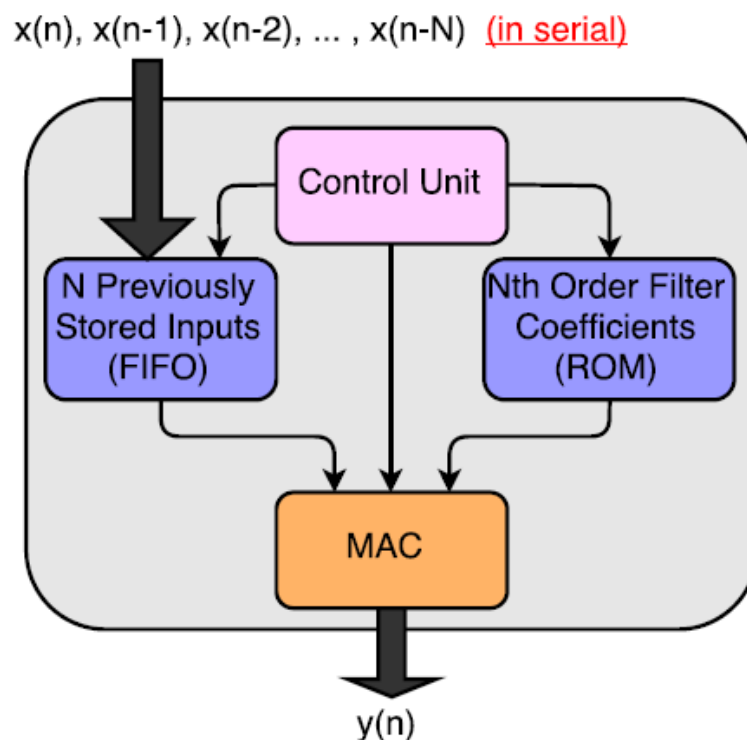 x(n), x(n-1), x(n-2), ... , x(n-N) (in serial)
Control Unit
N Previously
Stored Inputs
(FIFO)
Nth Order Filter
Coefficients
(ROM)
MAC
y(n)